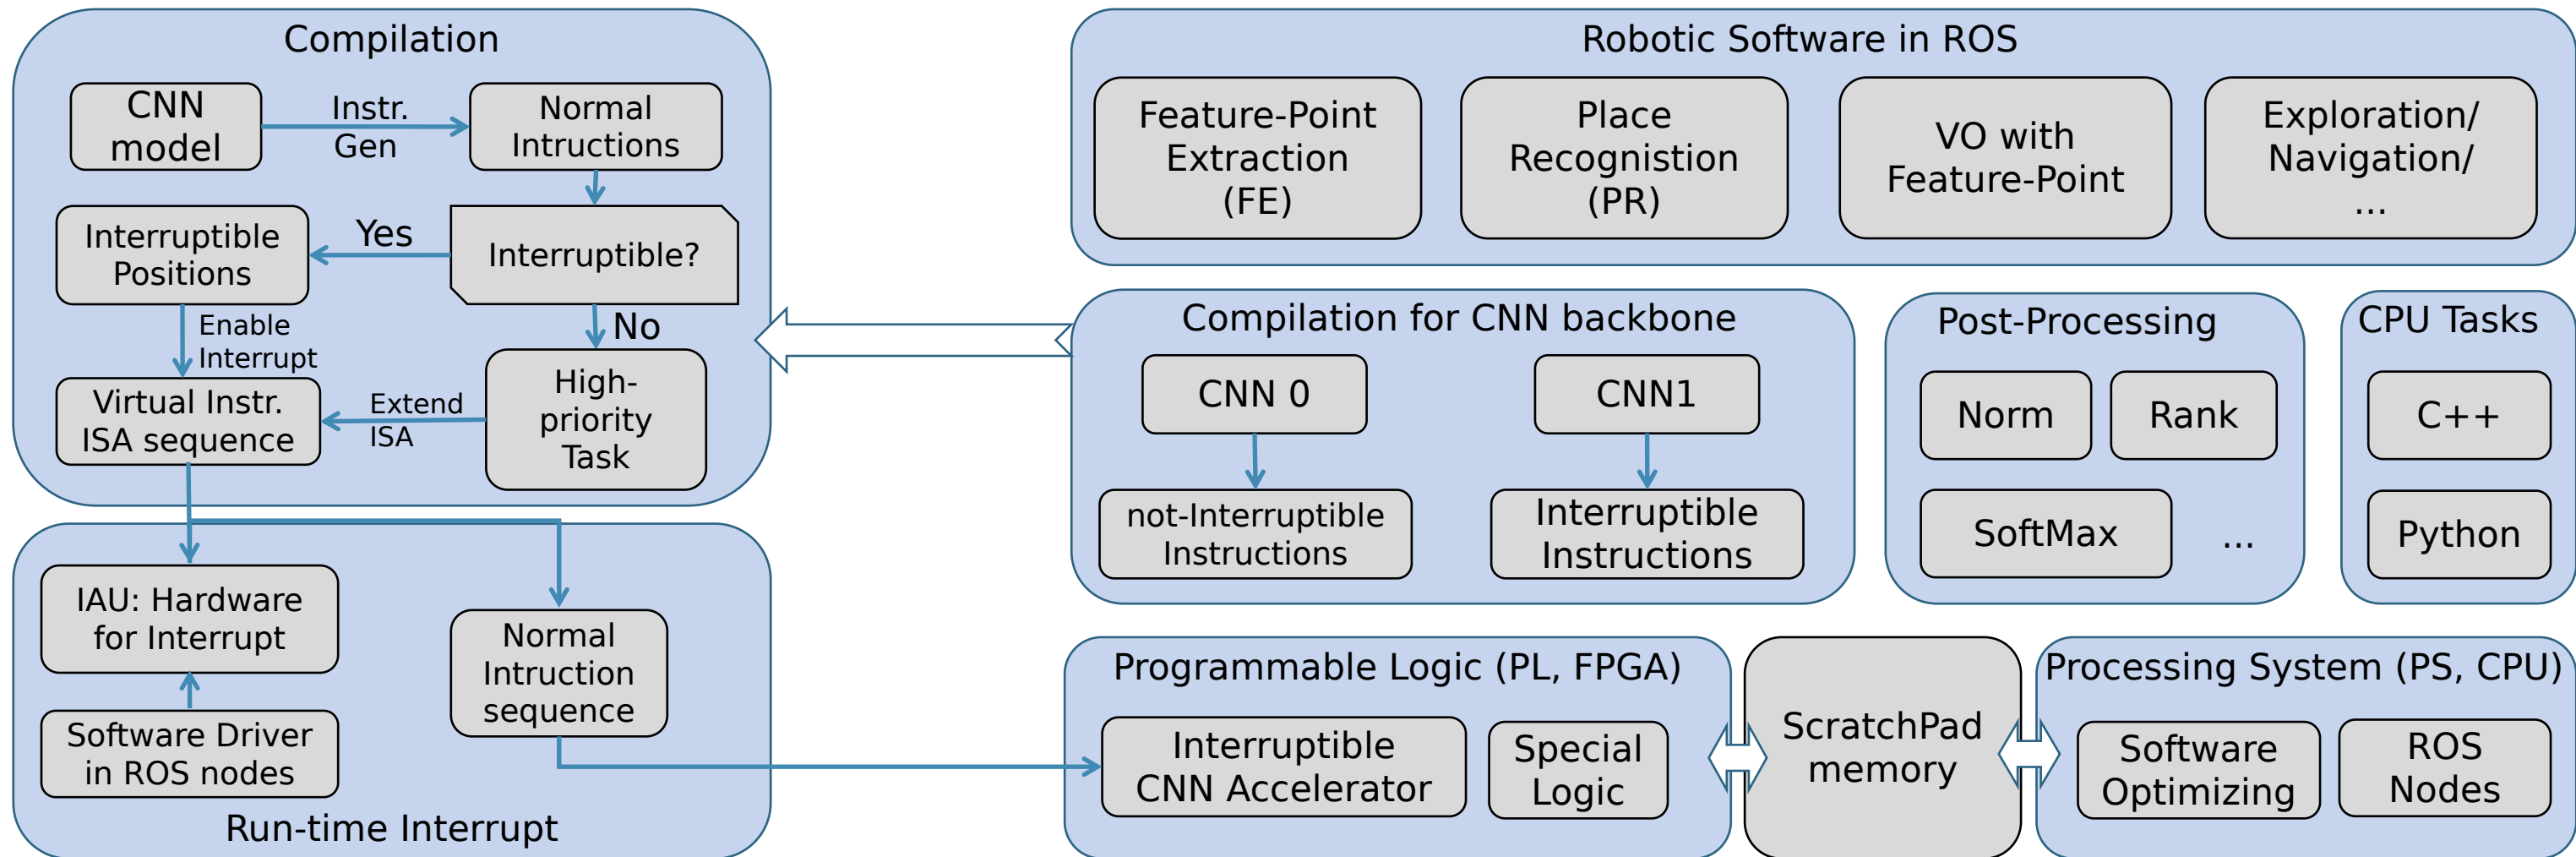 Compilation
CNN
model
Instr.
Gen
Normal
Intructions
Interruptible?
Yes
Interruptible
Positions
No
Enable
Interrupt
High-
priority
Task
Extend
ISA
Virtual Instr.
ISA sequence
IAU: Hardware
for Interrupt
Software Driver
in ROS nodes
Normal
Intruction
sequence
Run-time Interrupt
Robotic Software in ROS
Feature-Point
Extraction
(FE)
Place
Recognistion
(PR)
VO with
Feature-Point
Exploration/
Navigation/
...
Compilation for CNN backbone
CNN 0
CNN1
not-Interruptible
Instructions
Interruptible
Instructions
Post-Processing
Norm
Rank
SoftMax
...
CPU Tasks
C++
Python
Programmable Logic (PL, FPGA)
Interruptible
CNN Accelerator
Special
Logic
ScratchPad
memory
Processing System (PS, CPU)
Software
Optimizing
ROS
Nodes